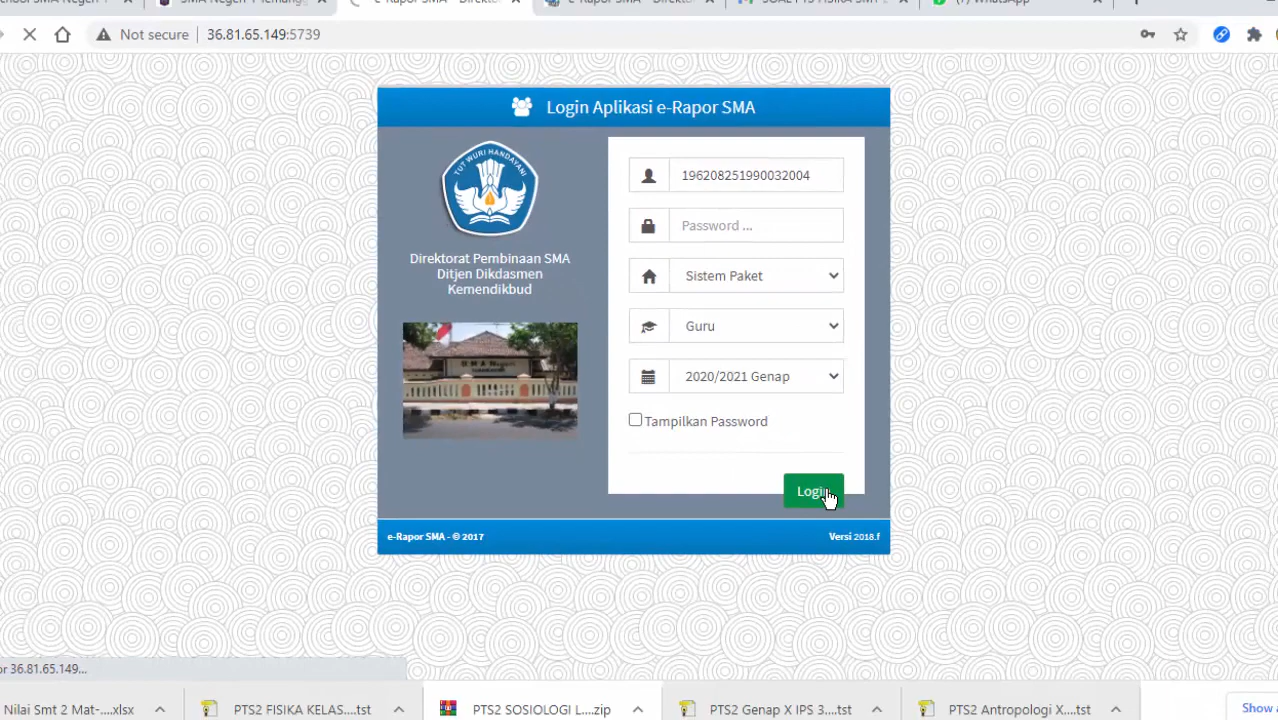 Not secure
36.81.65.149:5739
Login Aplikasi e-Rapor SMA
TUT WURI HANDAYANI
Direktorat Pembinaan SMA
Ditjen Dikdasmen
Kemendikbud
196208251990032004
Password ...
Sistem Paket
Guru
2020/2021 Genap
Tampilkan Password
Login
e-Rapor SMA - © 2017
Versi 2018.f
36.81.65.149...
Nilai Smt 2 Mat-....xlsx
PTS2 FISIKA KELAS....tst
PTS2 SOSIOLOGI L....zip
PTS2 Genap X IPS 3....tst
PTS2 Antropologi X....tst
Show